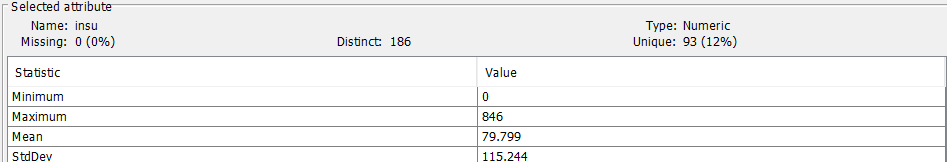 Selected attribute
Name: insu Type: Numeric
Missing: 0 (0%) Distinct: 186 Unique: 93 (12%)
Statistic Value
Minimum 0
Maximum 846
Mean 79.799
StdDev 115.244